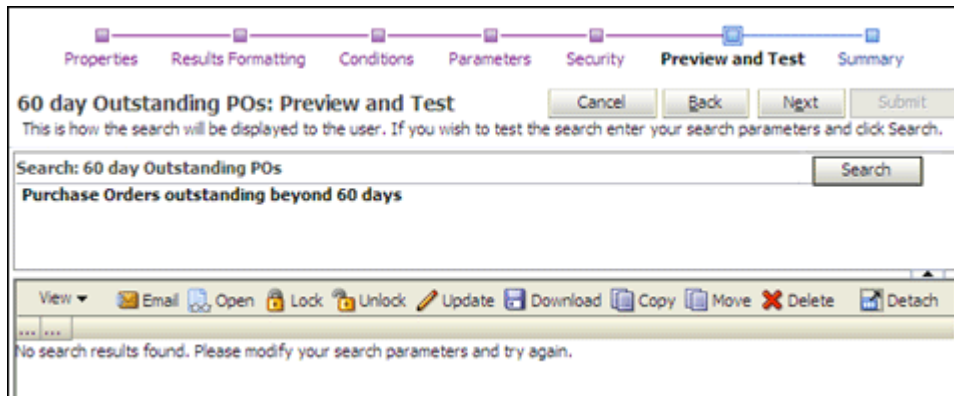 Properties Results Formatting Conditions Parameters Security Preview and Test Summary
60 day Outstanding POs: Preview and Test Cancel Back Next Submit
This is how the search will be displayed to the user. If you wish to test the search enter your search parameters and click Search.
Search: 60 day Outstanding POs Search
Purchase Orders outstanding beyond 60 days
View Email Open Lock Unlock Update Download Copy Move Delete Detach
... ...
No search results found. Please modify your search parameters and try again.